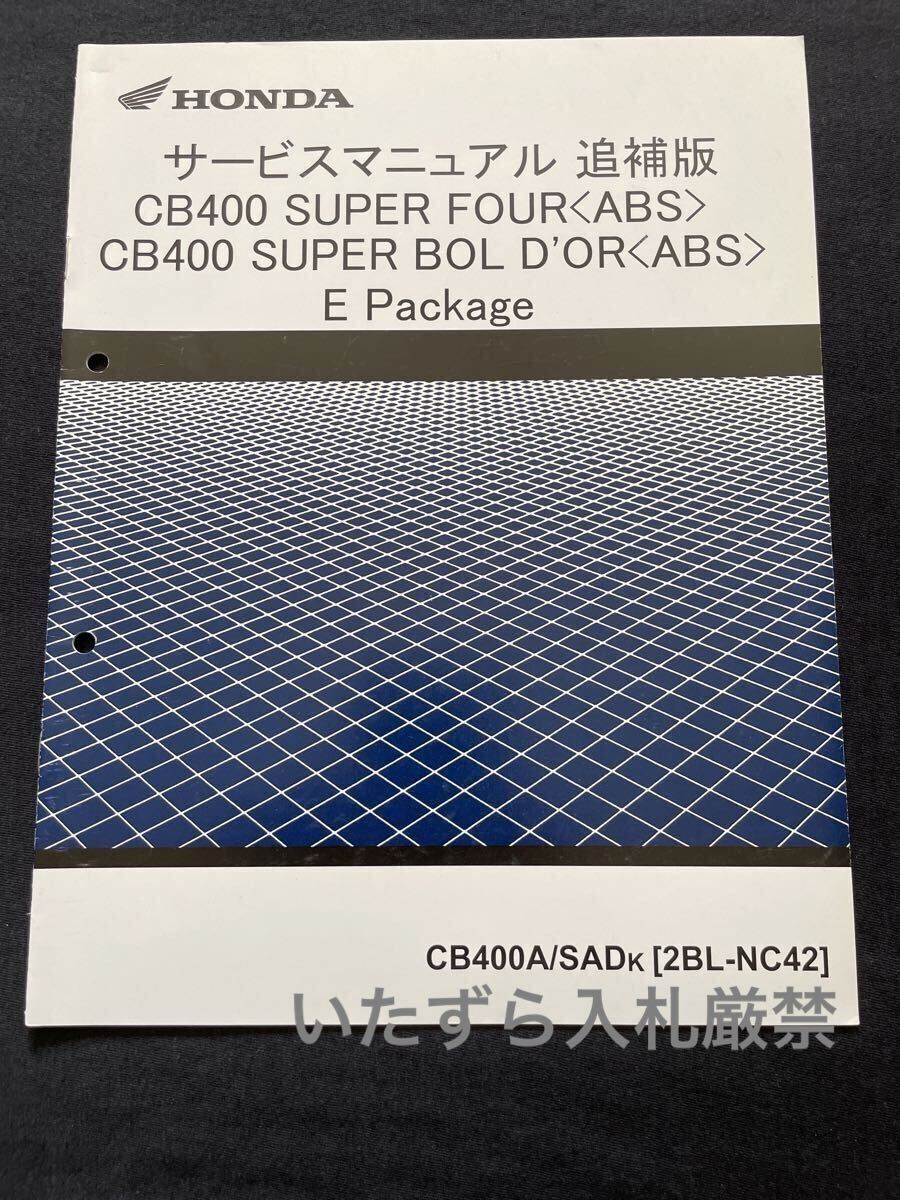 HONDA
サービスマニュアル 追補版
CB400 SUPER FOUR<ABS>
CB400 SUPER BOL D'OR<ABS>
E Package
CB400A/SADK [2BL-NC42]
いたずら入札厳禁